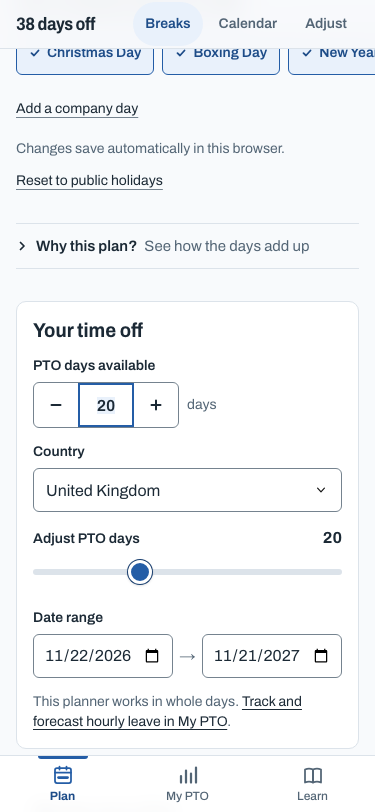 38 days off
Breaks
Calendar
Adjust
Christmas Day
Boxing Day
New Year
Add a company day
Changes save automatically in this browser.
Reset to public holidays
Why this plan? See how the days add up
Your time off
PTO days available
− 20 + days
Country
United Kingdom
Adjust PTO days 20
Date range
11/22/2026 → 11/21/2027
This planner works in whole days. Track and
forecast hourly leave in My PTO.
Plan
My PTO
Learn